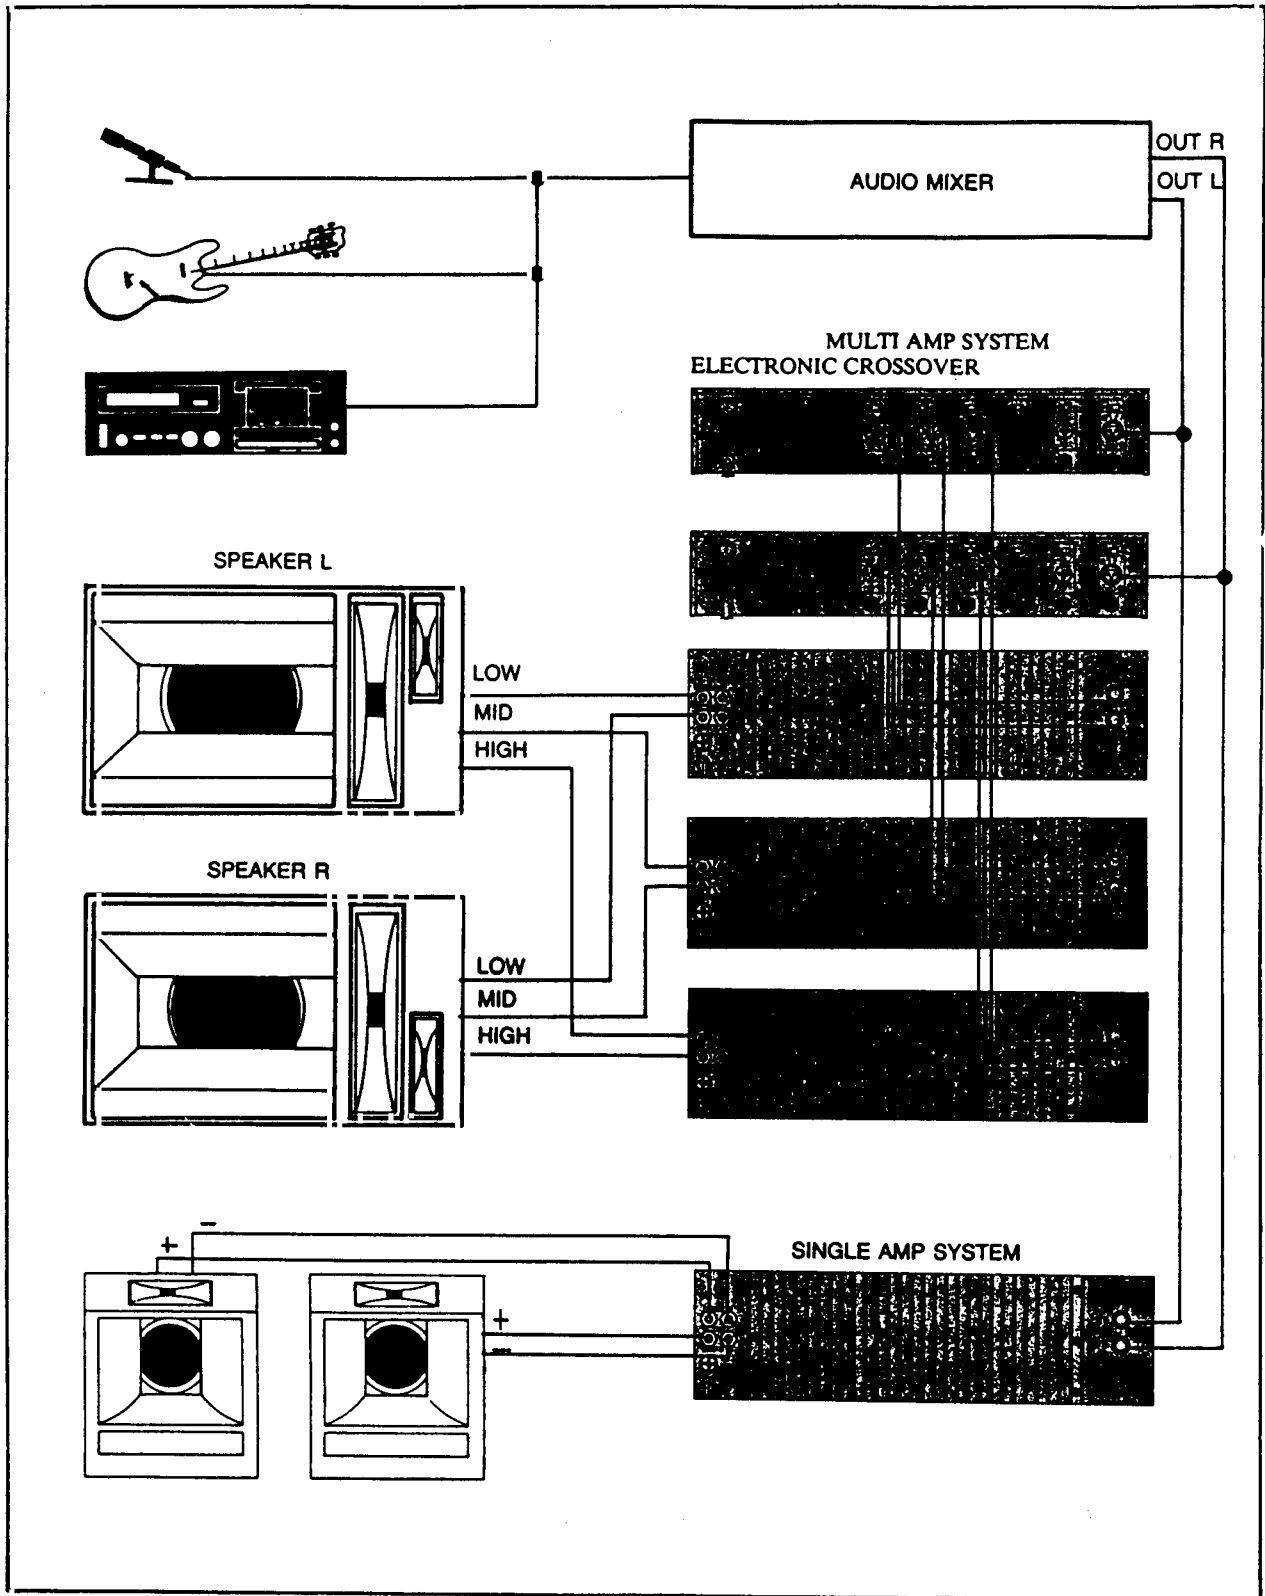 OUT R
AUDIO MIXER
OUT L
MULTI AMP SYSTEM
ELECTRONIC CROSSOVER
SPEAKER L
LOW
MID
HIGH
SPEAKER R
LOW
MID
HIGH
−
+
SINGLE AMP SYSTEM
+
−